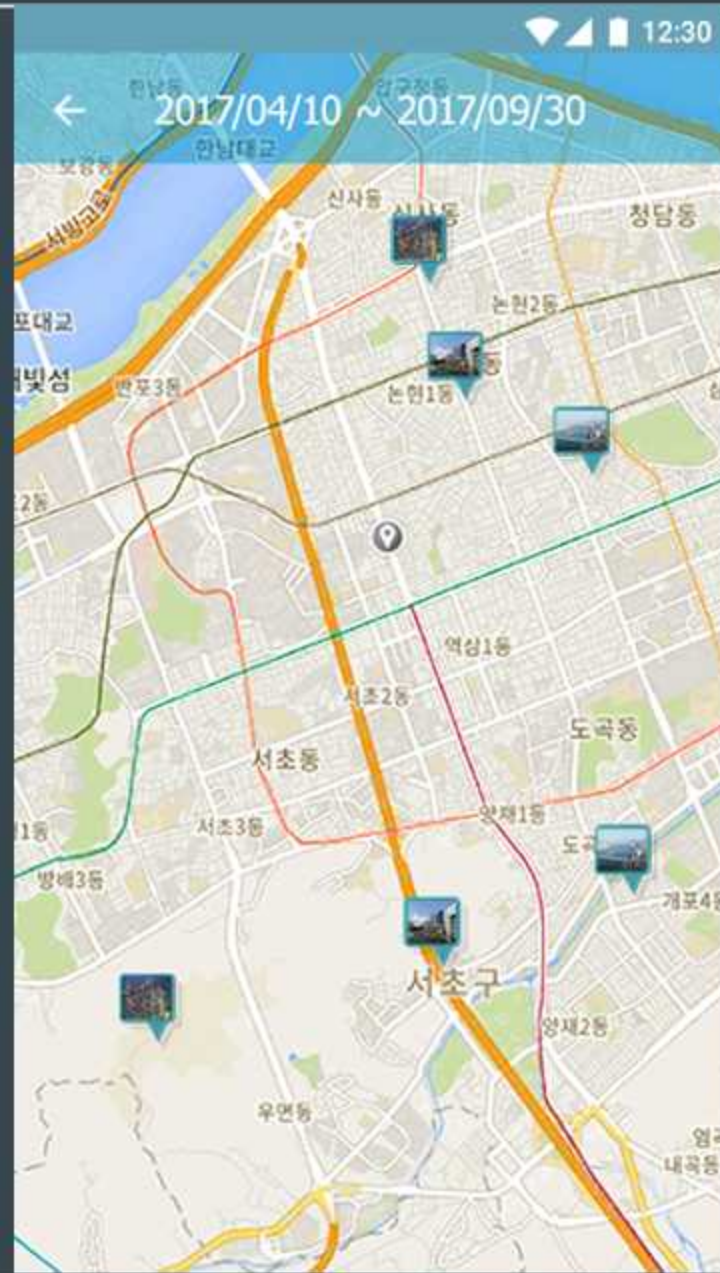 12:30
2017/04/10 ~ 2017/09/30
한남동
압구정동
한남대교
보광동
서빙고로
신사동
신사동
청담동
논현2동
포대교
동
반포3동
논현1동
2동
역삼1동
서초2동
도곡동
서초동
양재1동
서초3동
1동
방배3동
개포4동
서초구
양재2동
우면동
내곡동